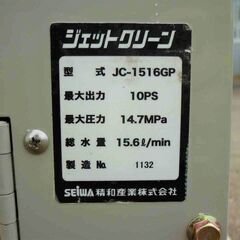 ジェットクリーン
型式 JC-1516GP
最大出力 10PS
最大圧力 14.7MPa
総水量 15.6ℓ/min
製造No. 1132
SEIWA 精和産業株式会社